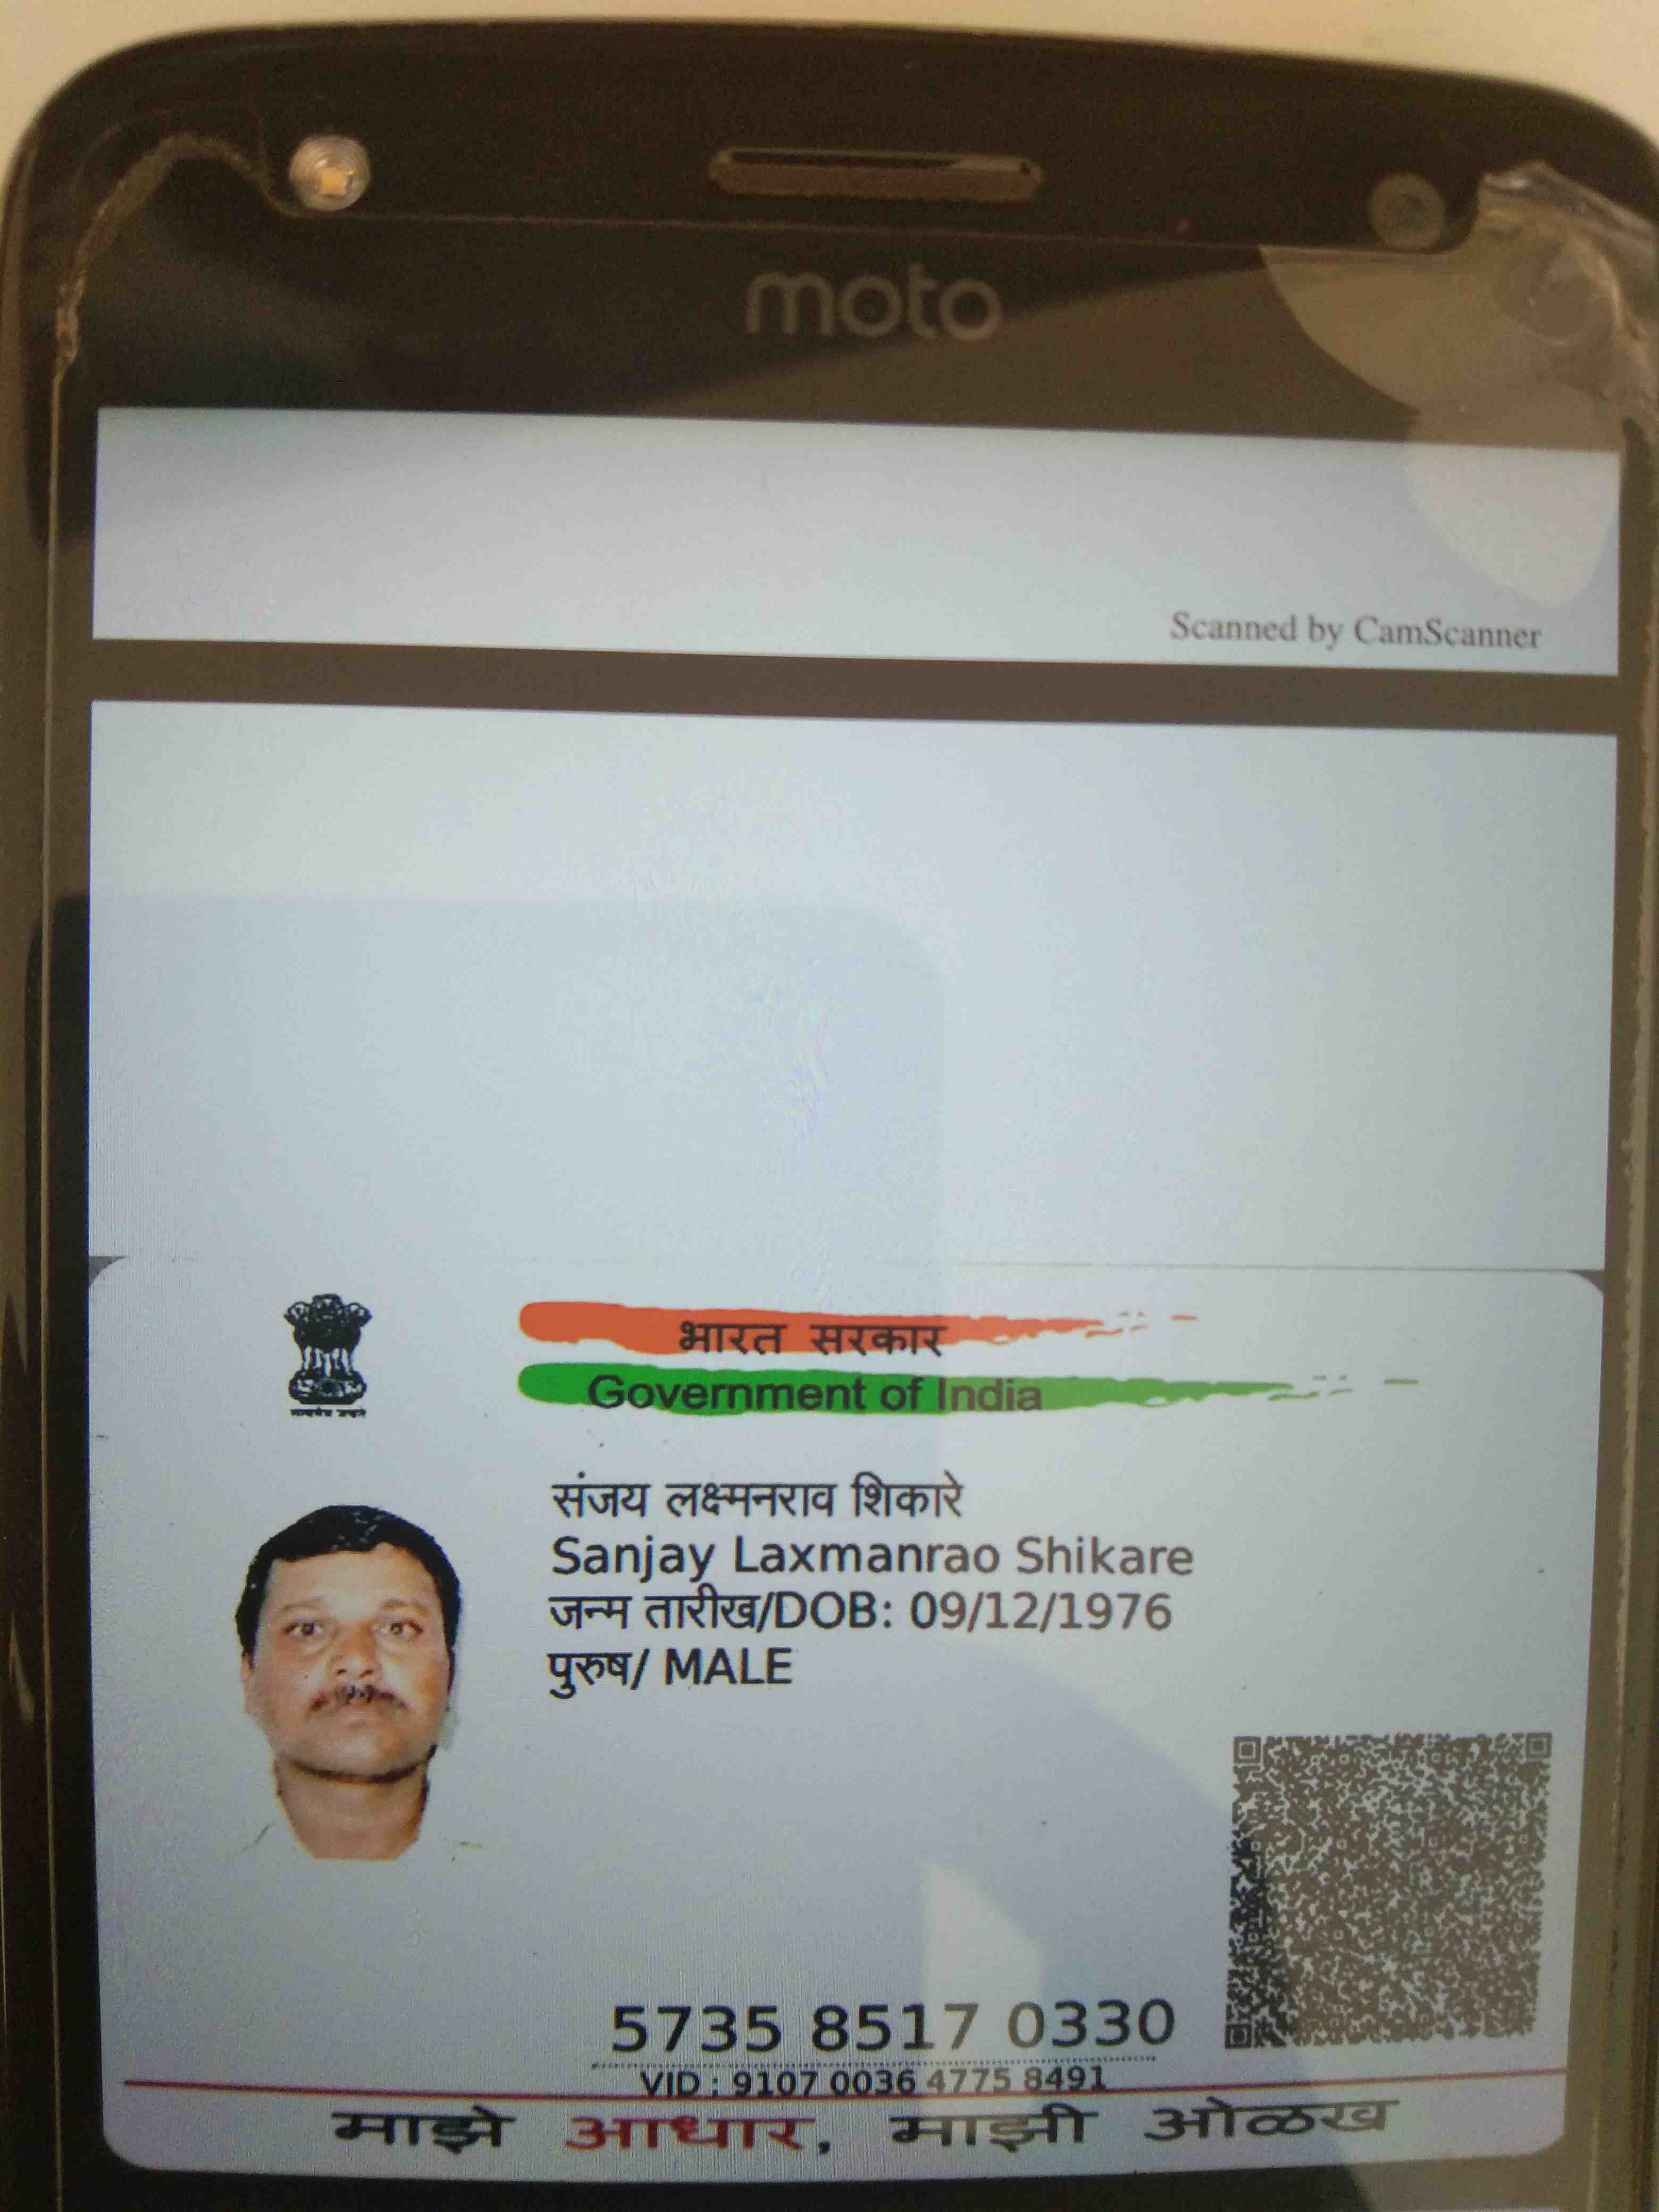 moto
Scanned by CamScanner
भारत सरकार
Government of India
संजय लक्ष्मनराव शिकारे
Sanjay Laxmanrao Shikare
जन्म तारीख/DOB: 09/12/1976
पुरुष/ MALE
5735 8517 0330
VID : 9107 0036 4775 8491
माझे आधार, माझी ओळख